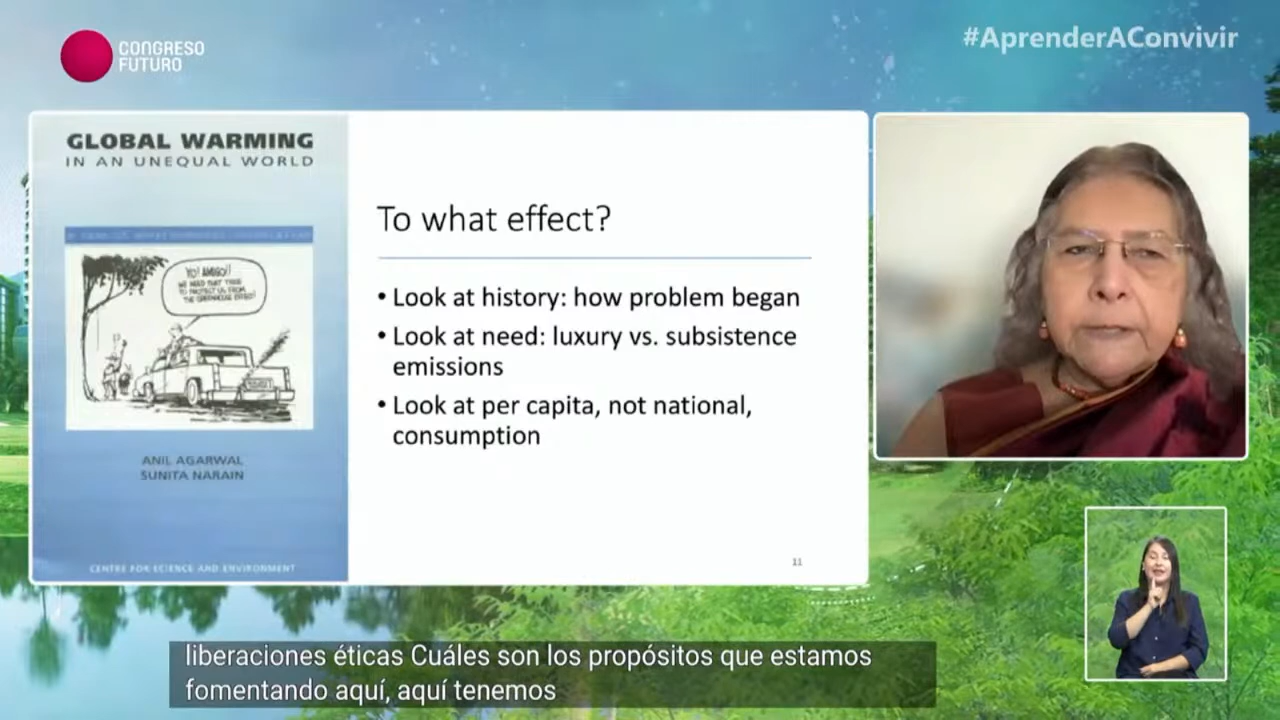 CONGRESO
FUTURO
#AprenderAConvivir
GLOBAL WARMING
IN AN UNEQUAL WORLD
YO! AMIGO!!
WE NEED THAT TREE
TO PROTECT US FROM
THE GREENHOUSE EFFECT!
ANIL AGARWAL
SUNITA NARAIN
CENTRE FOR SCIENCE AND ENVIRONMENT
To what effect?
• Look at history: how problem began
• Look at need: luxury vs. subsistence
emissions
• Look at per capita, not national,
consumption
11
liberaciones éticas Cuáles son los propósitos que estamos
fomentando aquí, aquí tenemos